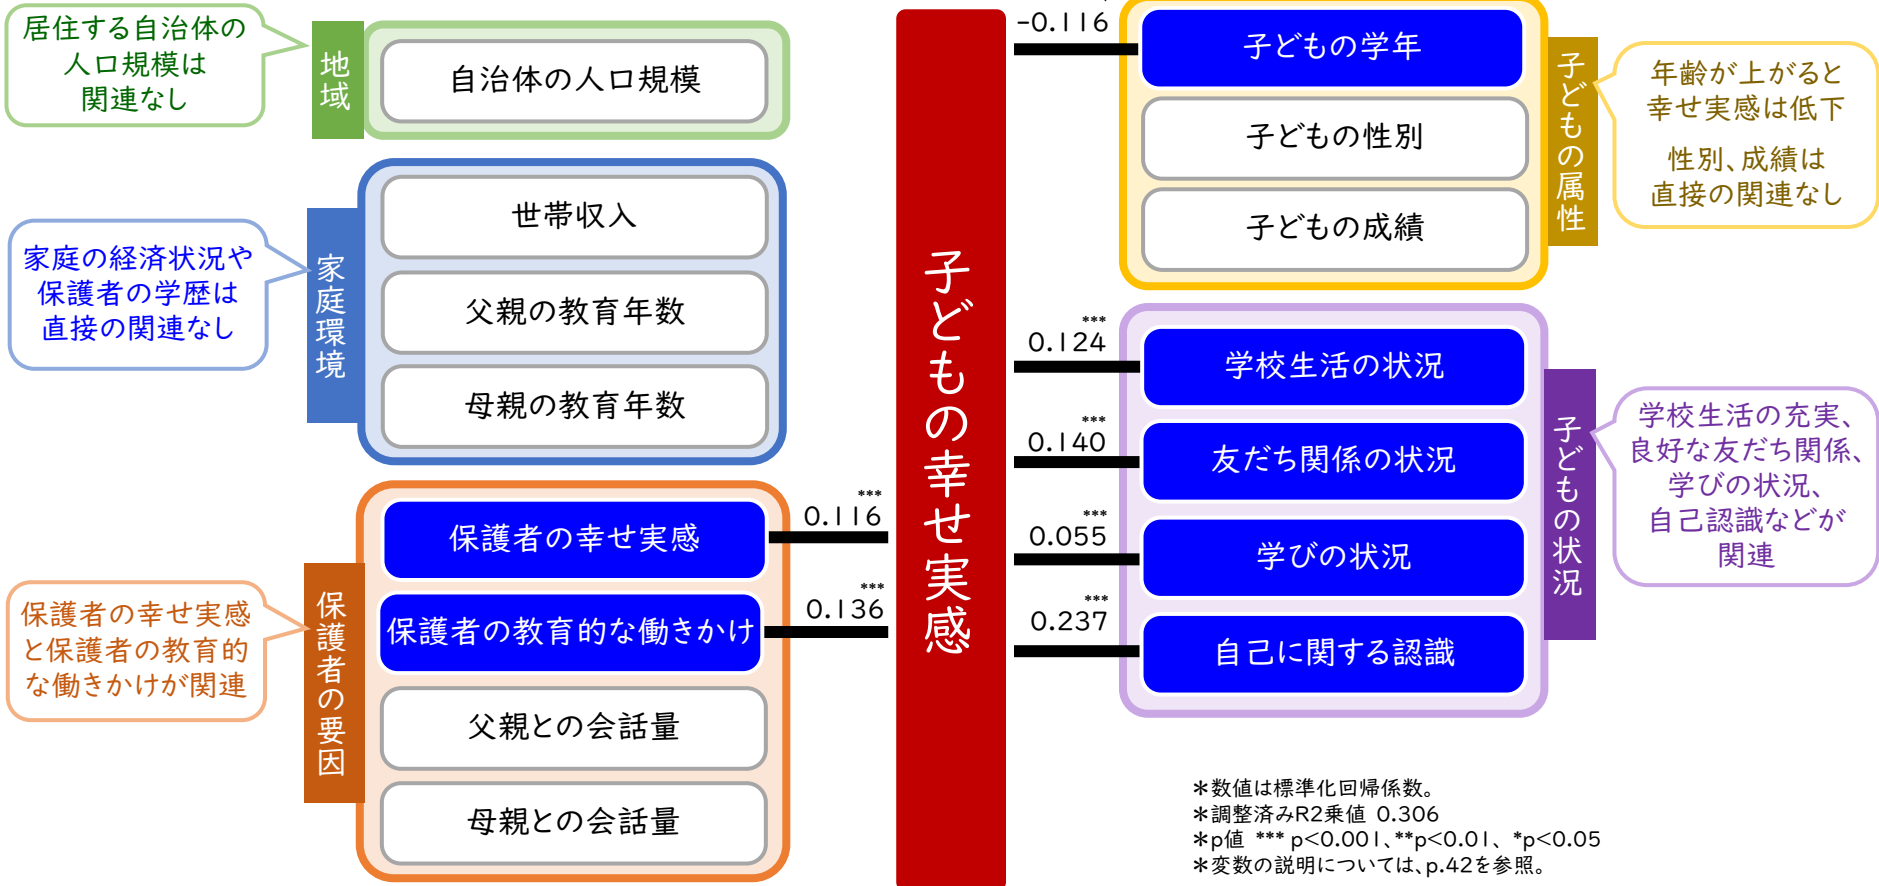 居住する自治体の
人口規模は
関連なし
地域
自治体の人口規模
家庭の経済状況や
保護者の学歴は
直接の関連なし
家庭環境
世帯収入
父親の教育年数
母親の教育年数
保護者の幸せ実感
と保護者の教育的
な働きかけが関連
保護者の要因
保護者の幸せ実感
保護者の教育的な働きかけ
父親との会話量
母親との会話量
***
0.116
***
0.136
子どもの幸せ実感
-0.116
子どもの学年
子どもの性別
子どもの成績
子どもの属性
年齢が上がると
幸せ実感は低下
性別、成績は
直接の関連なし
***
0.124
***
0.140
***
0.055
***
0.237
学校生活の状況
友だち関係の状況
学びの状況
自己に関する認識
子どもの状況
学校生活の充実、
良好な友だち関係、
学びの状況、
自己認識などが
関連
*数値は標準化回帰係数。
*調整済みR2乗値 0.306
*p値 *** p<0.001、**p<0.01、 *p<0.05
*変数の説明については、p.42を参照。